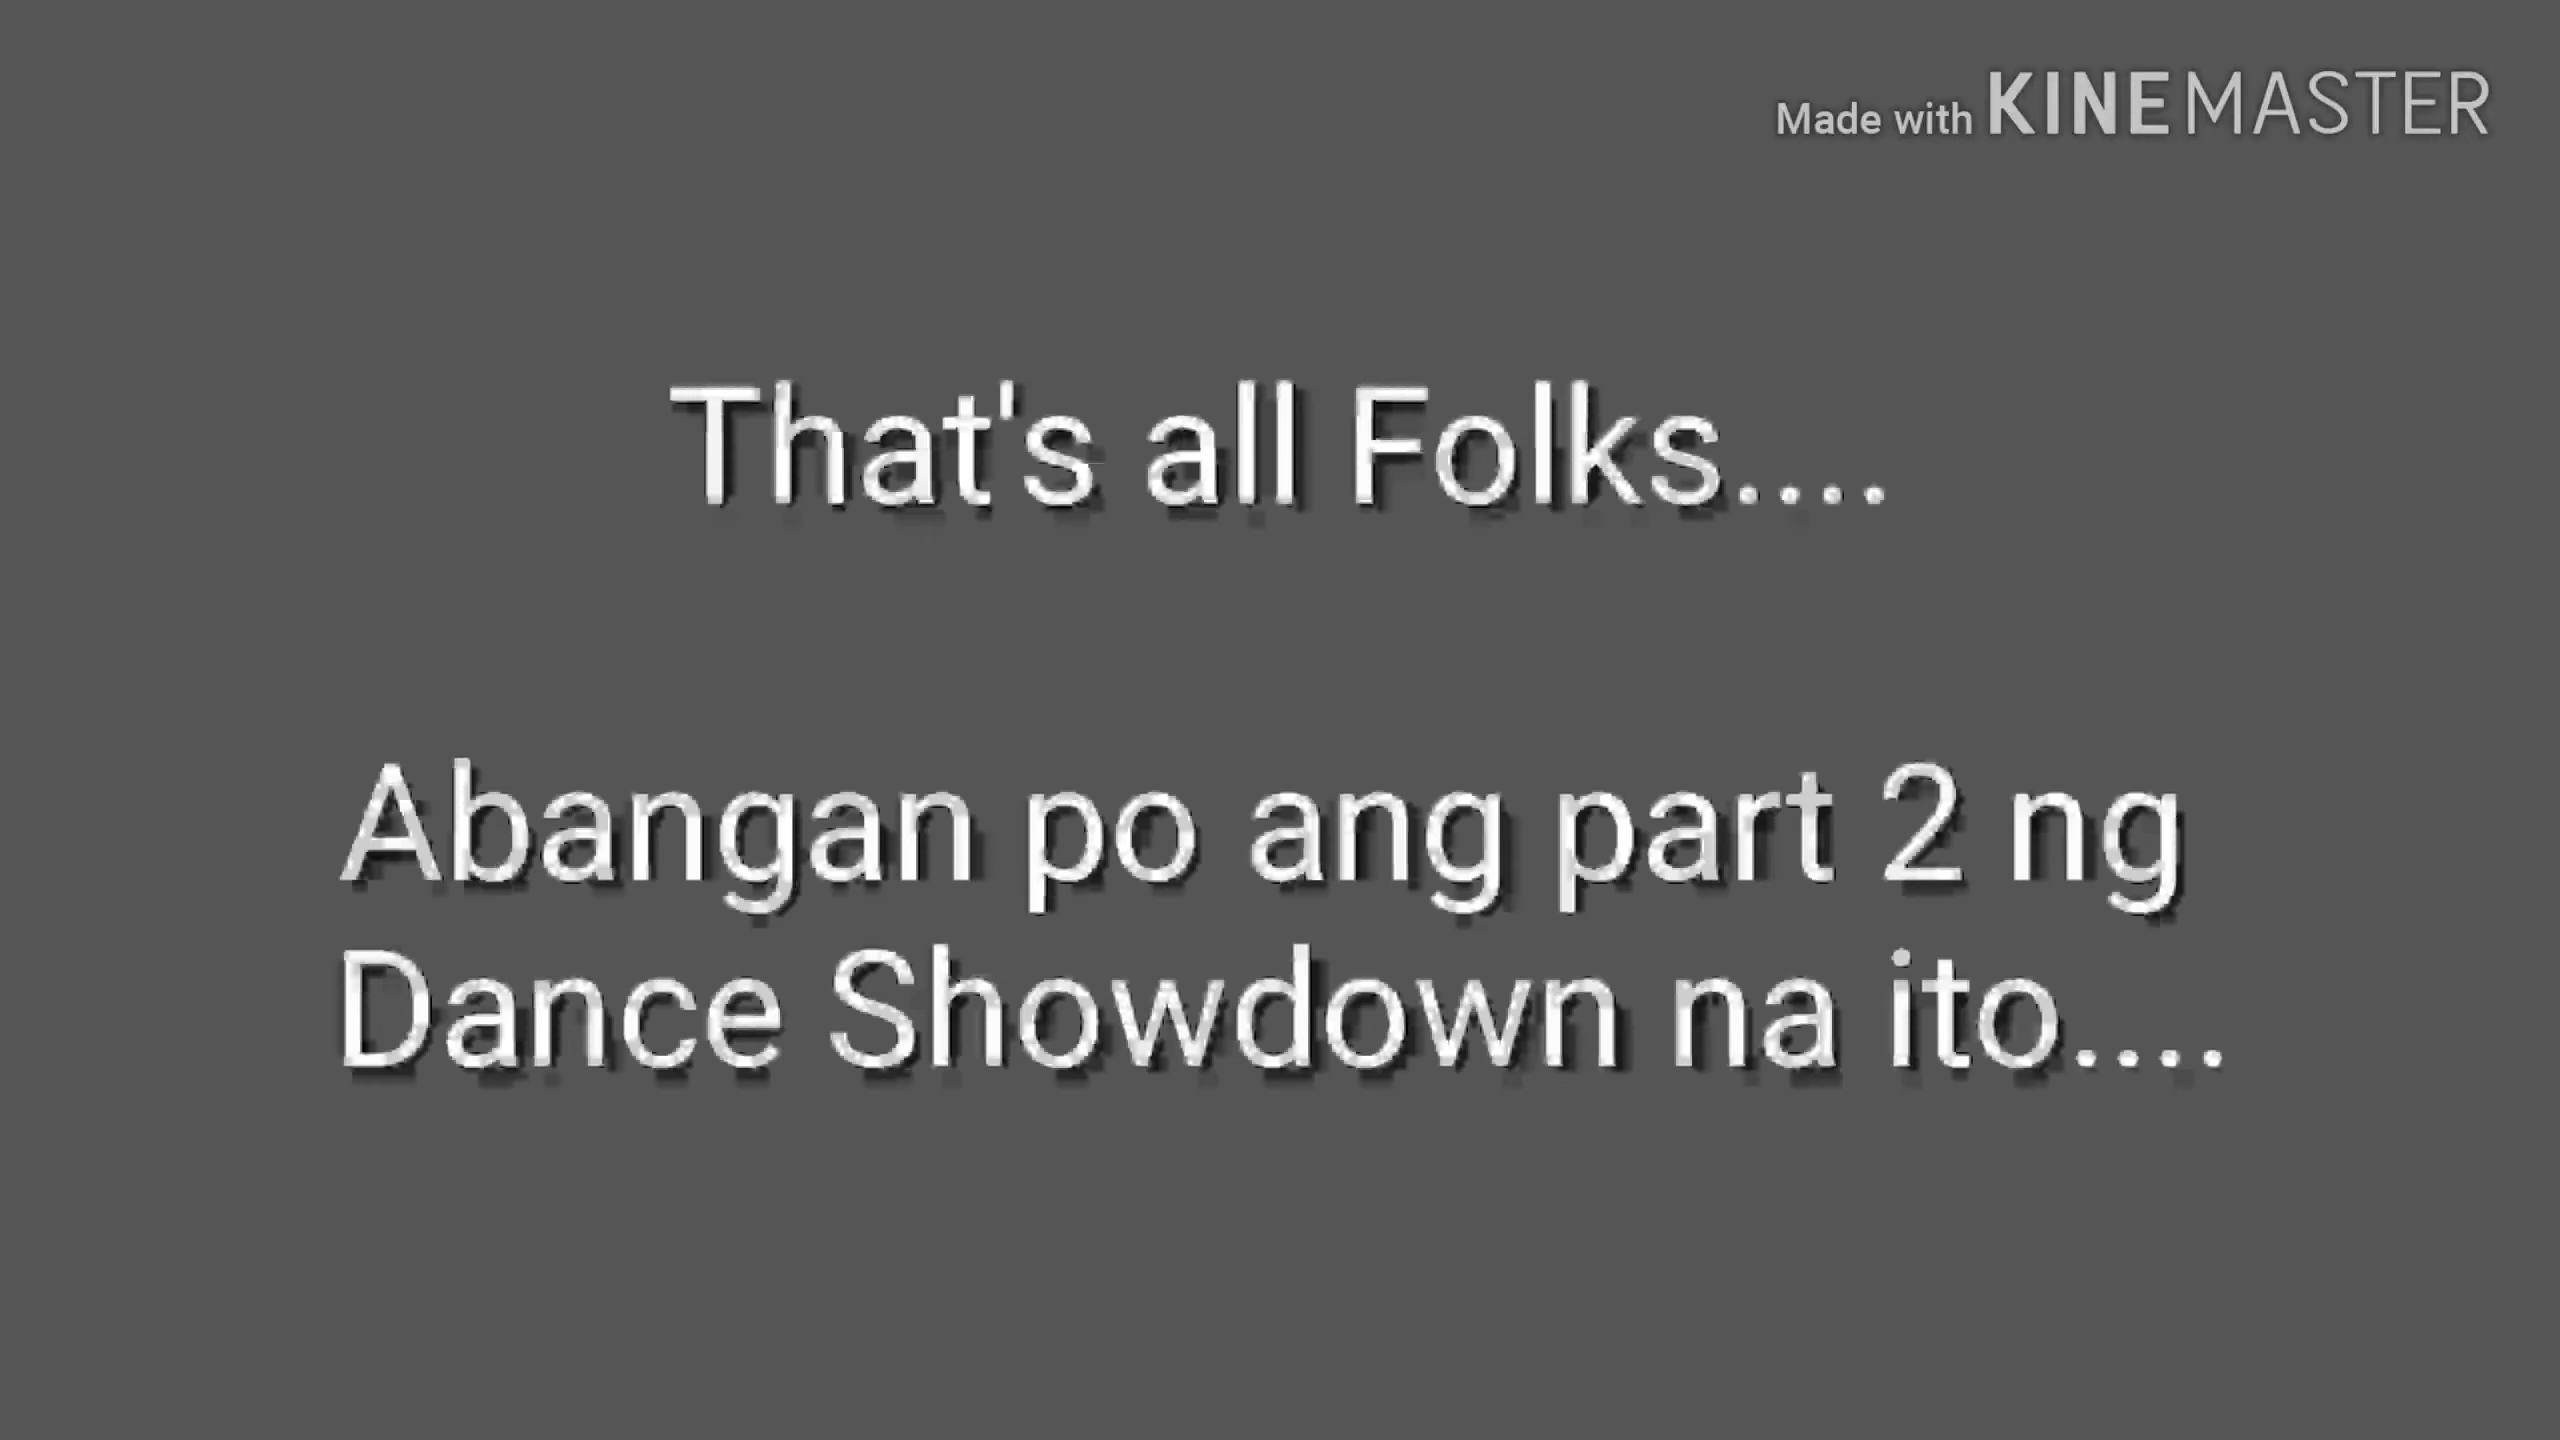 Made with KINEMASTER
That's all Folks....
Abangan po ang part 2 ng
Dance Showdown na ito....